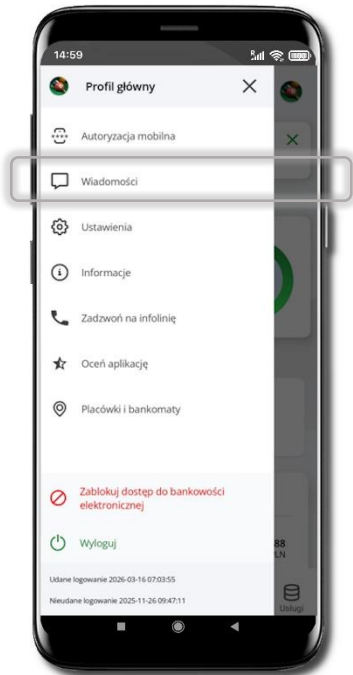 14:59
Profil główny
Autoryzacja mobilna
Wiadomości
Ustawienia
Informacje
Zadzwoń na infolinię
Oceń aplikację
Placówki i bankomaty
Zablokuj dostęp do bankowości
elektronicznej
Wyloguj
88
LN
Udane logowanie 2026-03-16 07:03:55
Nieudane logowanie 2025-11-26 09:47:11
Usługi